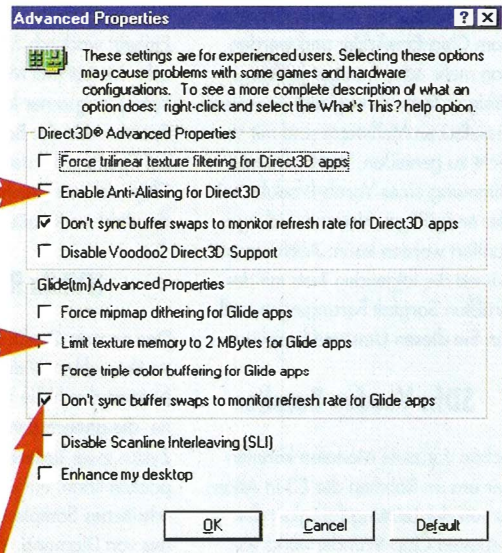 Advanced Properties
These settings are for experienced users. Selecting these options
may cause problems with some games and hardware
configurations. To see a more complete description of what an
option does; right-click and select the What's This? help option.
Direct3D® Advanced Properties
Force trilinear texture filtering for Direct3D apps
Enable Anti-Aliasing for Direct3D
Don't sync buffer swaps to monitor refresh rate for Direct3D apps
Disable Voodoo2 Direct3D Support
Glide(tm) Advanced Properties
Force mipmap dithering for Glide apps
Limit texture memory to 2 MBytes for Glide apps
Force triple color buffering for Glide apps
Don't sync buffer swaps to monitor refresh rate for Glide apps
Disable Scanline Interleaving (SLI)
Enhance my desktop
OK
Cancel
Default